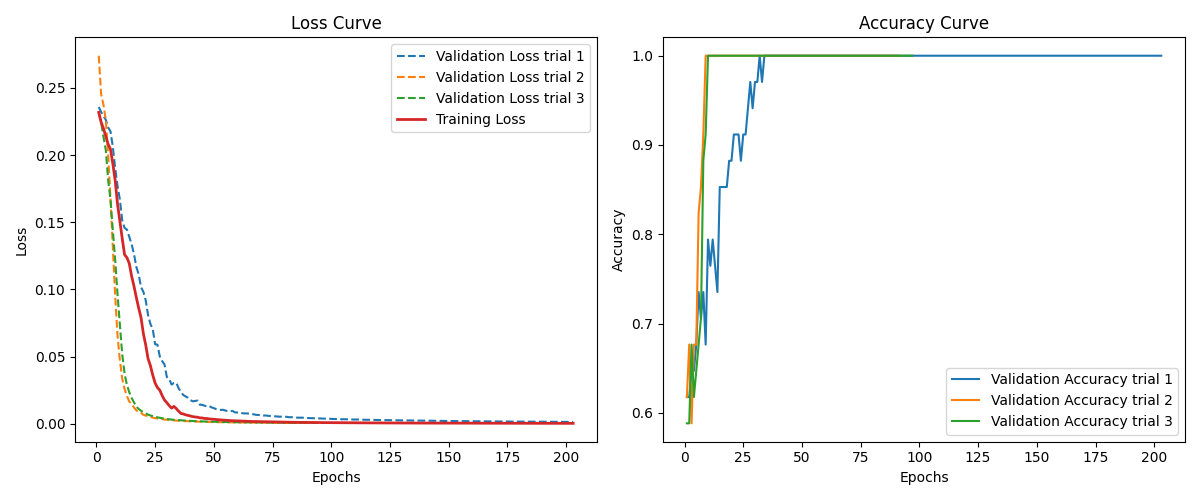 Loss Curve
Loss
0.25
0.20
0.15
0.10
0.05
0.00
0 25 50 75 100 125 150 175 200
Epochs
Validation Loss trial 1
Validation Loss trial 2
Validation Loss trial 3
Training Loss
Accuracy Curve
Accuracy
1.0
0.9
0.8
0.7
0.6
0 25 50 75 100 125 150 175 200
Epochs
Validation Accuracy trial 1
Validation Accuracy trial 2
Validation Accuracy trial 3